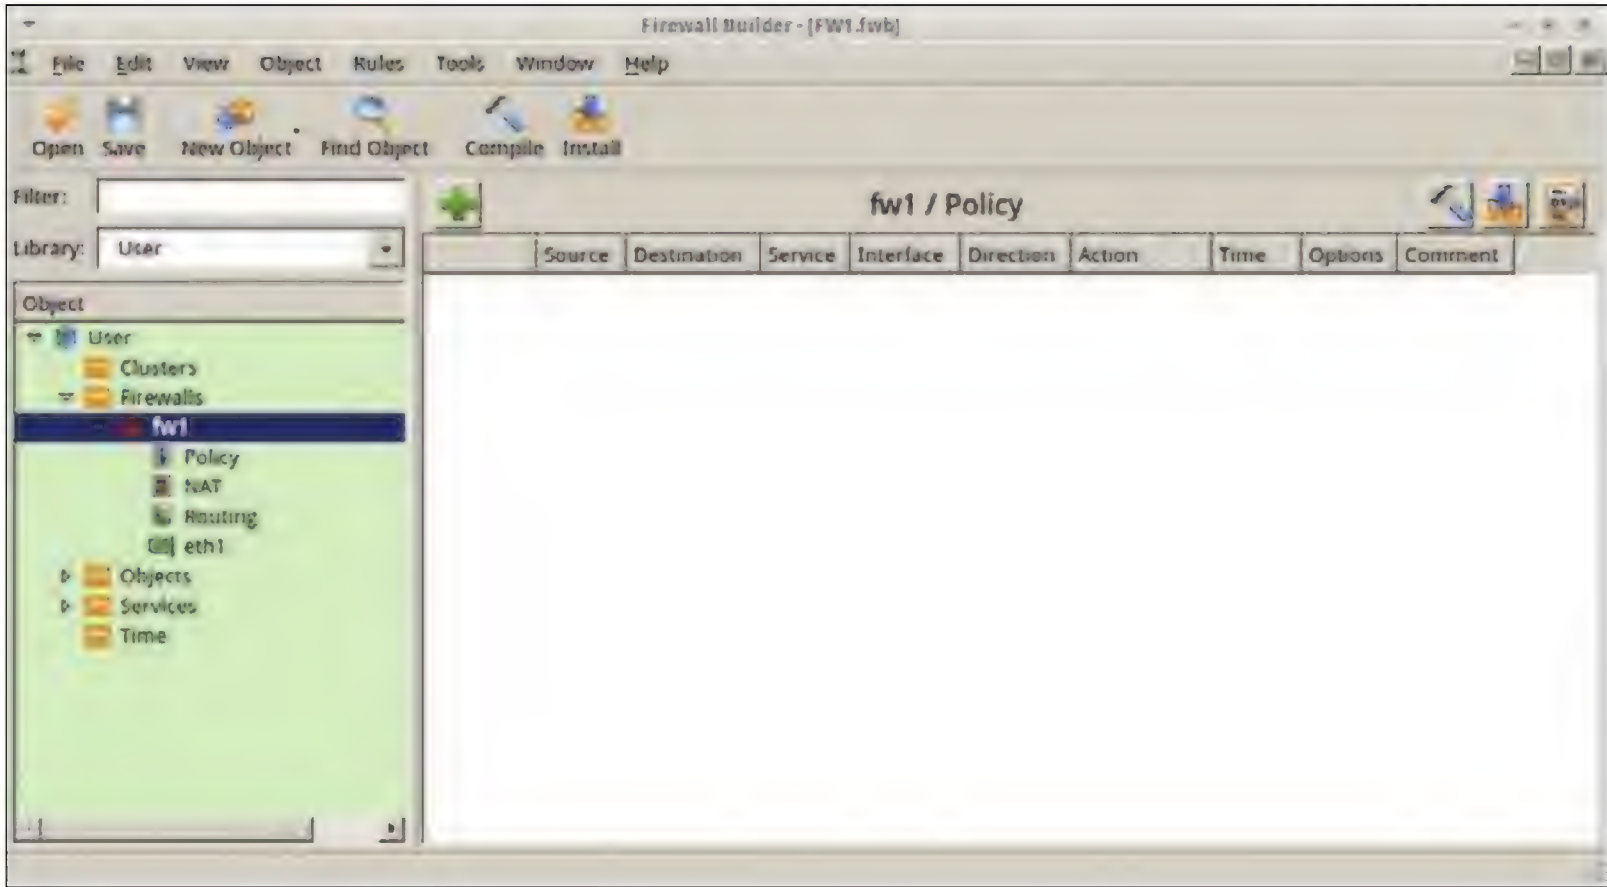 Firewall Builder - [FW1.fwb]
File Edit View Object Rules Tools Window Help
Open Save New Object Find Object Compile Install
Filter:
fw1 / Policy
Library: User
Source Destination Service Interface Direction Action Time Options Comment
Object
User
Clusters
Firewalls
fw1
Policy
NAT
Routing
eth1
Objects
Services
Time